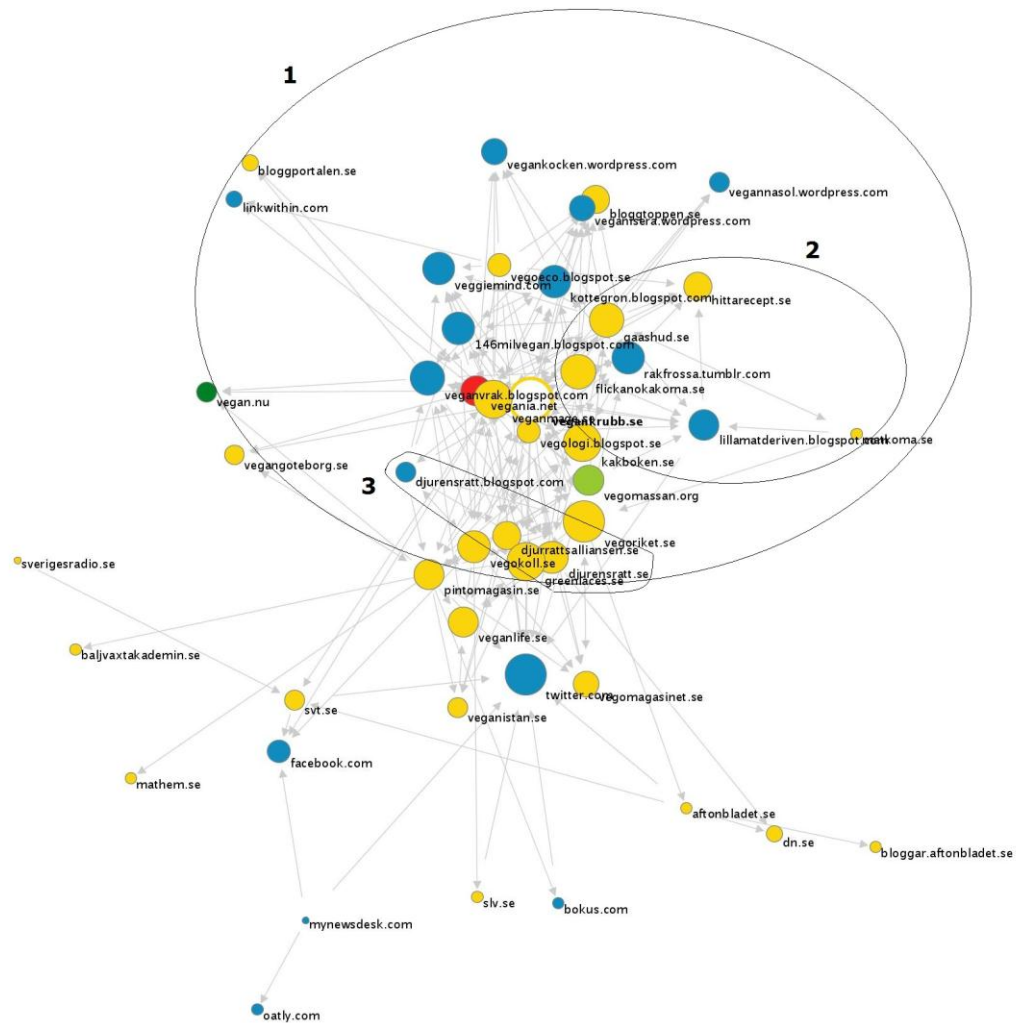 1
bloggportalen.se
vegankocken.wordpress.com
linkwithin.com
vegannasol.wordpress.com
bloggtoppen.se
veganisera.wordpress.com
2
vegoeco.blogspot.se
veggiemind.com
kottegron.blogspot.com
hittarecept.se
gaashud.se
146milvegan.blogspot.com
rakfrossa.tumblr.com
flickanokakorna.se
veganvrak.blogspot.com
vegan.nu
vegania.net
vegankrubb.se
lillamatderiven.blogspot.com
matkoma.se
vegologi.blogspot.se
kakboken.se
vegangoteborg.se
3
djurensratt.blogspot.com
vegomassan.org
vegoriket.se
djurrattsalliansen.se
sverigesradio.se
vegokoll.se
djurensratt.se
greenlaces.se
pintomagasin.se
veganlife.se
baljvaxtakademin.se
twitter.com
vegomagasinet.se
svt.se
veganistan.se
facebook.com
mathem.se
aftonbladet.se
dn.se
bloggar.aftonbladet.se
slv.se
bokus.com
mynewsdesk.com
oatly.com